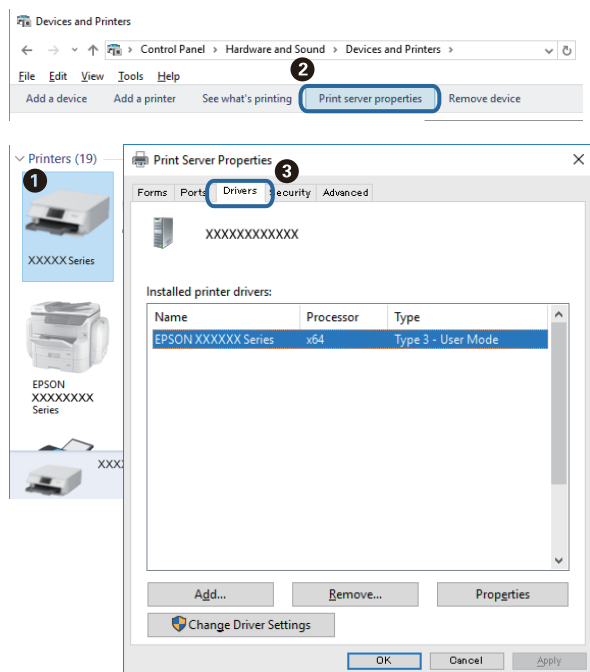 Devices and Printers
Control Panel > Hardware and Sound > Devices and Printers >
File Edit View Tools Help
2
Add a device Add a printer See what's printing Print server properties Remove device
Printers (19)
1
XXXXX Series
EPSON
XXXXXXXX
Series
XXX
Print Server Properties
3
Forms Ports Drivers Security Advanced
XXXXXXXXXXXX
Installed printer drivers:
Name Processor Type
EPSON XXXXXX Series x64 Type 3 - User Mode
Add... Remove... Properties
Change Driver Settings
OK Cancel Apply